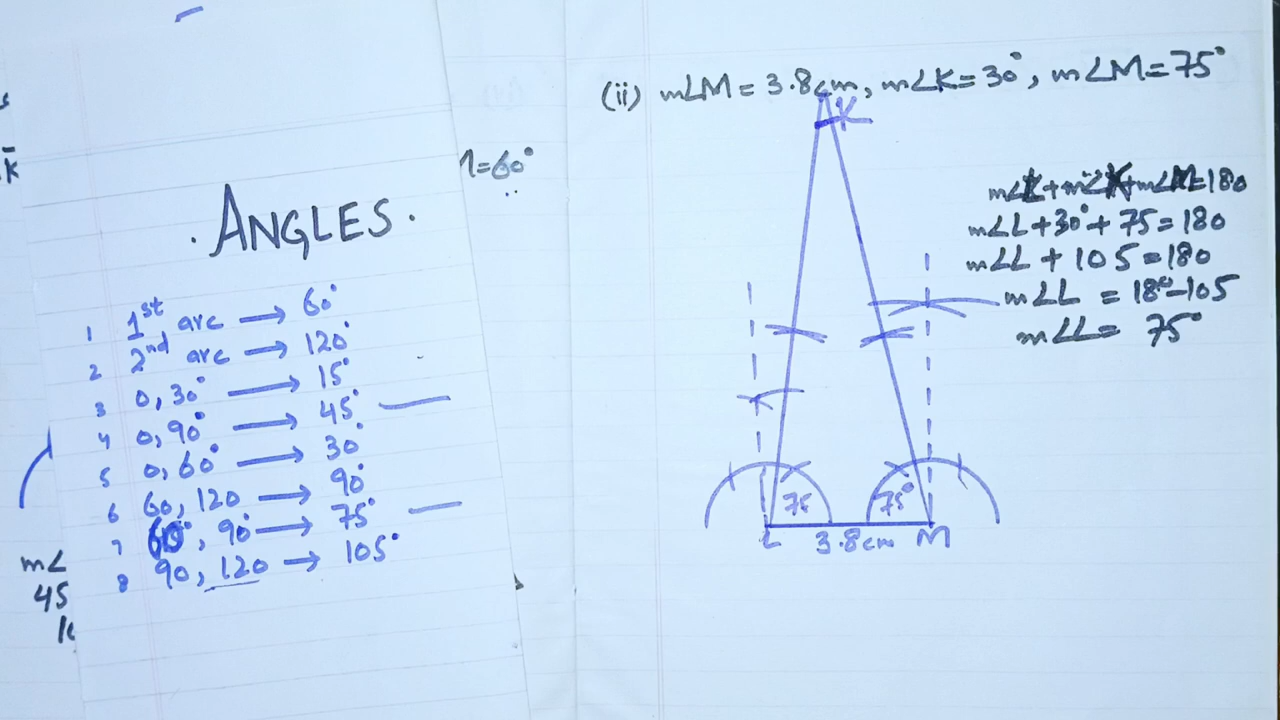 ANGLES.
1 1st arc → 60°
2 2nd arc → 120°
3 0, 30° → 15°
4 0, 90° → 45°
5 0, 60° → 30°
6 60, 120 → 90°
7 60°, 90° → 75°
8 90, 120 → 105°
=60°
m∠
45
(ii) m∠M = 3.8cm, m∠K = 30°, m∠M = 75°
K
m∠L + m∠K + m∠M = 180
m∠L + 30° + 75 = 180
m∠L + 105 = 180
m∠L = 180-105
m∠L = 75°
75 75°
L 3.8cm M